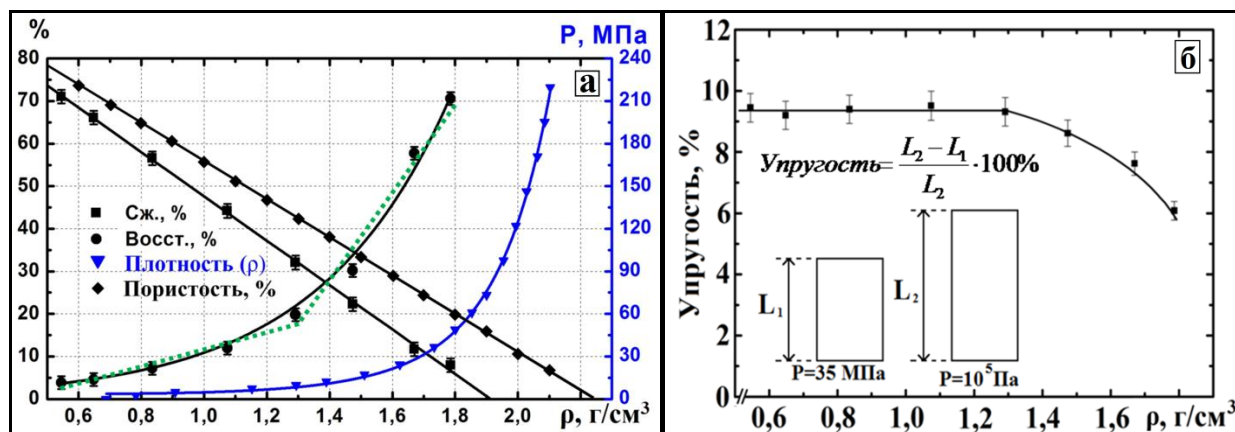 %
P, МПа
80
70
60
50
40
30
20
10
0
240
210
180
150
120
90
60
30
0
а
Сж., %
Восст., %
Плотность (ρ)
Пористость, %
0,6 0,8 1,0 1,2 1,4 1,6 1,8 2,0
ρ, г/см³
12
10
8
6
4
2
0
Упругость, %
б
Упругость = (L₂ − L₁)/L₂ · 100%
L₁
L₂
P=35 МПа
P=10⁵Па
0,6 0,8 1,0 1,2 1,4 1,6 ρ, г/см³